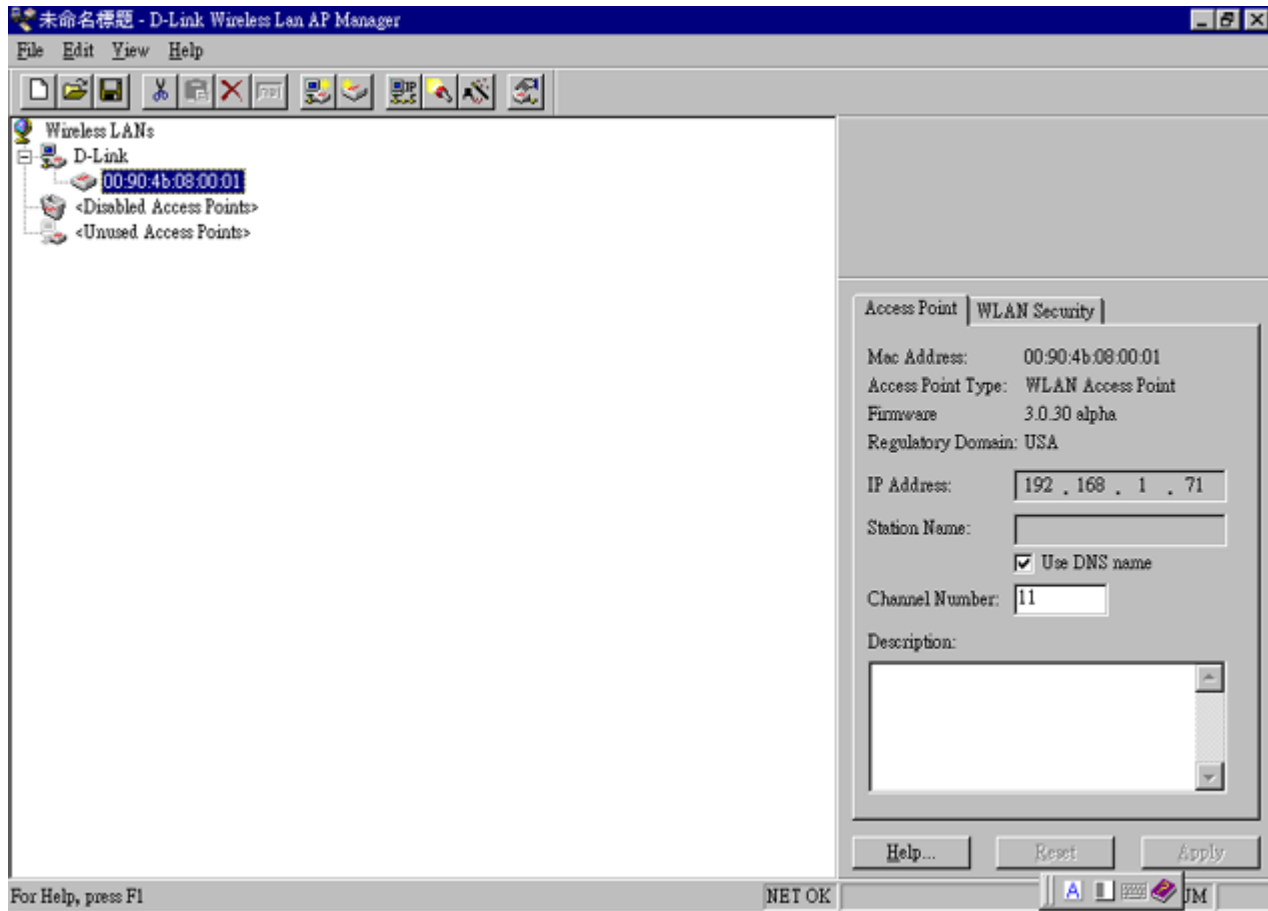 未命名標題 - D-Link Wireless Lan AP Manager
File Edit View Help
Wireless LANs
D-Link
00:90:4b:08:00:01
<Disabled Access Points>
<Unused Access Points>
Access Point WLAN Security
Mac Address: 00:90:4b:08:00:01
Access Point Type: WLAN Access Point
Firmware 3.0.30 alpha
Regulatory Domain: USA
IP Address: 192 . 168 . 1 . 71
Station Name:
Use DNS name
Channel Number: 11
Description:
Help... Reset Apply
For Help, press F1 NET OK A